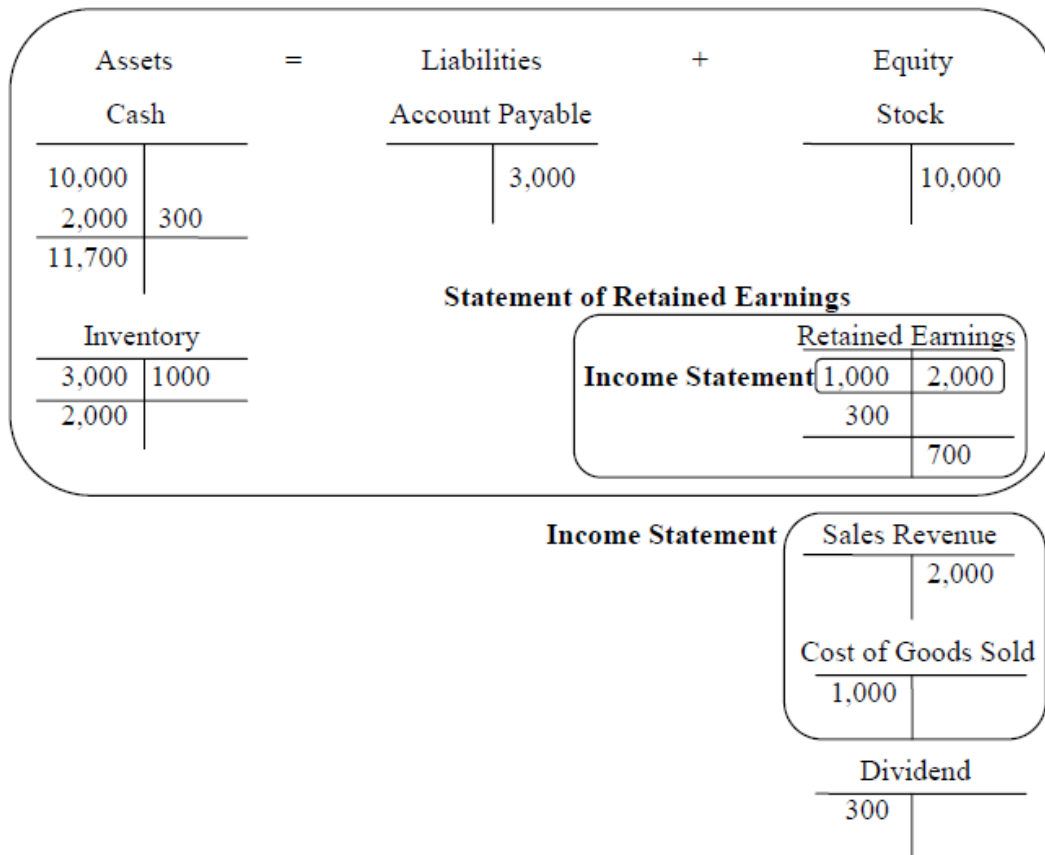 Assets = Liabilities + Equity
Cash Account Payable Stock
10,000 3,000 10,000
2,000 300
11,700
Statement of Retained Earnings
Inventory Retained Earnings
3,000 1000 Income Statement 1,000 2,000
2,000 300
700
Income Statement Sales Revenue
2,000
Cost of Goods Sold
1,000
Dividend
300